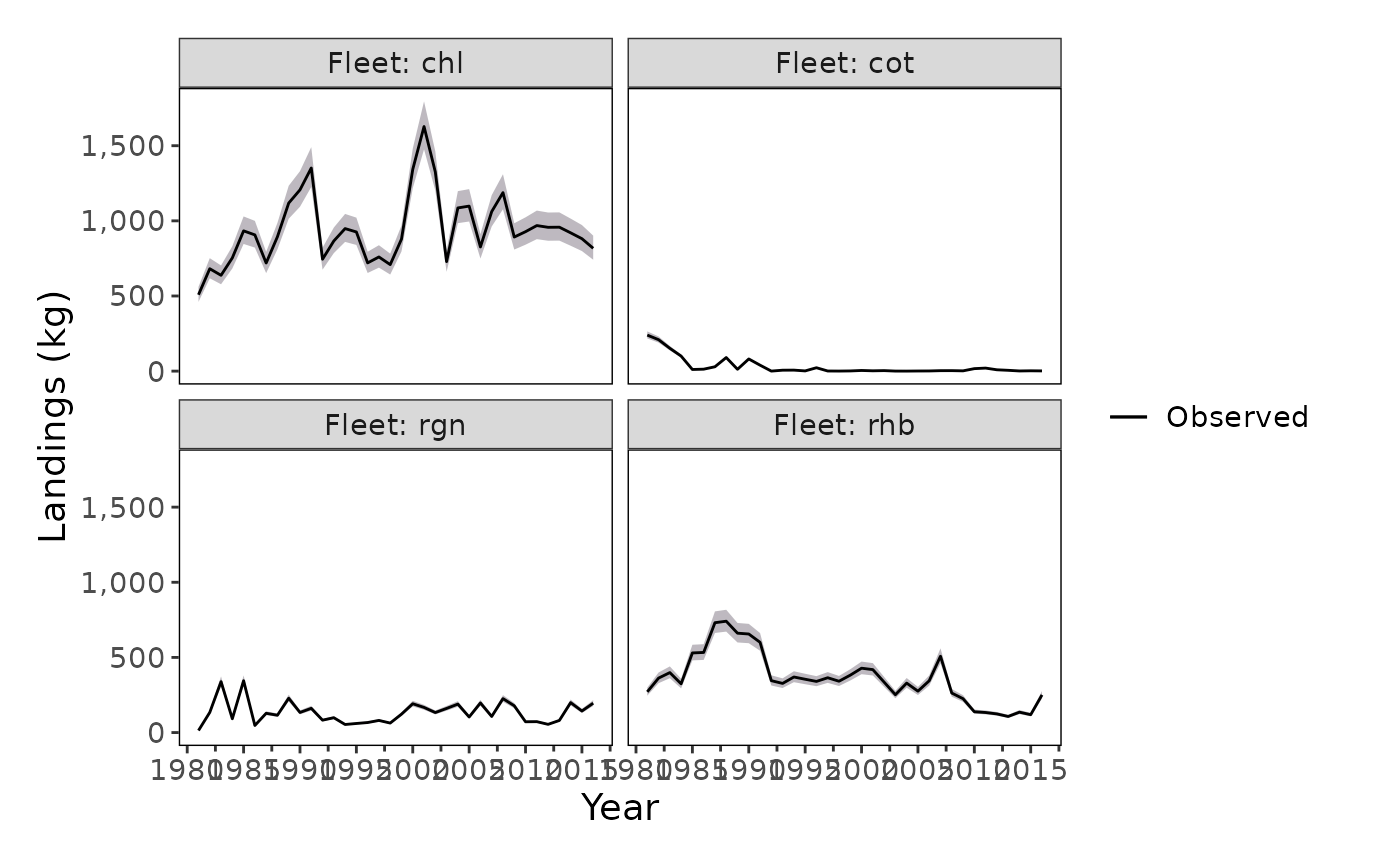 Fleet: chl
Fleet: cot
1,500
1,000
500
0
Fleet: rgn
Fleet: rhb
1,500
1,000
500
0
Landings (kg)
Observed
1980 1985 1990 1995 2000 2005 2010 2015 1980 1985 1990 1995 2000 2005 2010 2015
Year